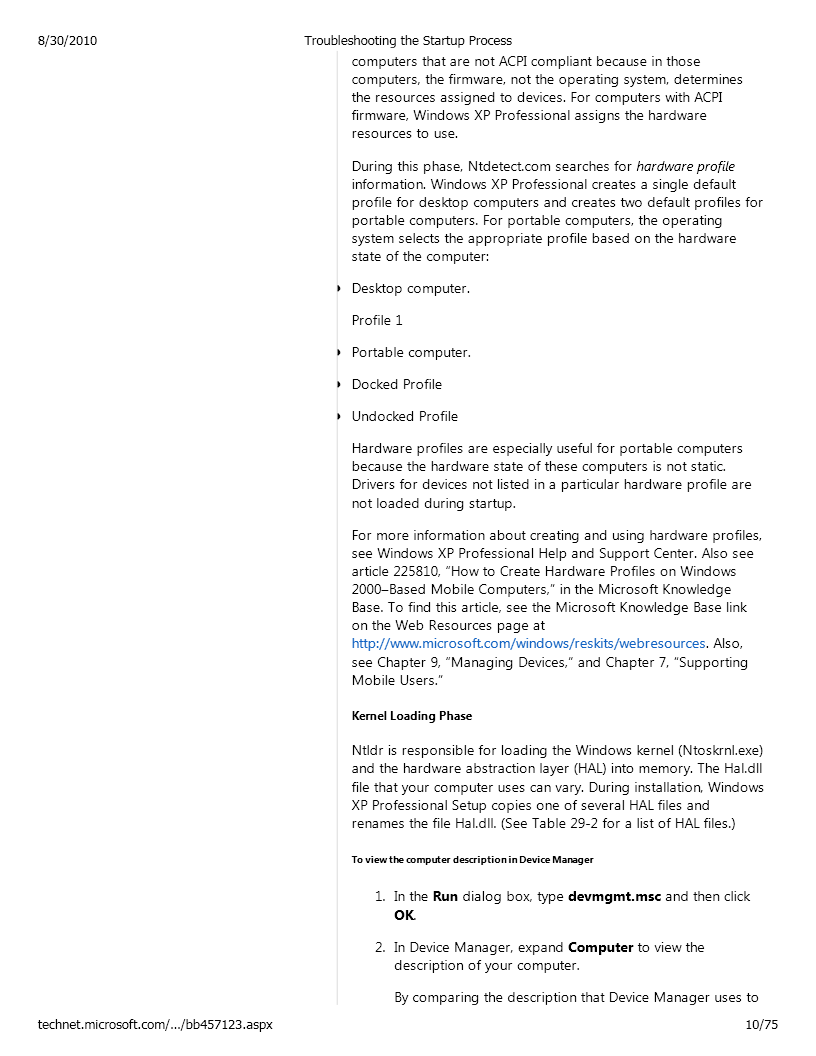 8/30/2010 Troubleshooting the Startup Process
computers that are not ACPI compliant because in those
computers, the firmware, not the operating system, determines
the resources assigned to devices. For computers with ACPI
firmware, Windows XP Professional assigns the hardware
resources to use.
During this phase, Ntdetect.com searches for hardware profile
information. Windows XP Professional creates a single default
profile for desktop computers and creates two default profiles for
portable computers. For portable computers, the operating
system selects the appropriate profile based on the hardware
state of the computer:
Desktop computer.
Profile 1
Portable computer.
Docked Profile
Undocked Profile
Hardware profiles are especially useful for portable computers
because the hardware state of these computers is not static.
Drivers for devices not listed in a particular hardware profile are
not loaded during startup.
For more information about creating and using hardware profiles,
see Windows XP Professional Help and Support Center. Also see
article 225810, “How to Create Hardware Profiles on Windows
2000–Based Mobile Computers,” in the Microsoft Knowledge
Base. To find this article, see the Microsoft Knowledge Base link
on the Web Resources page at
http://www.microsoft.com/windows/reskits/webresources. Also,
see Chapter 9, “Managing Devices,” and Chapter 7, “Supporting
Mobile Users.”
Kernel Loading Phase
Ntldr is responsible for loading the Windows kernel (Ntoskrnl.exe)
and the hardware abstraction layer (HAL) into memory. The Hal.dll
file that your computer uses can vary. During installation, Windows
XP Professional Setup copies one of several HAL files and
renames the file Hal.dll. (See Table 29-2 for a list of HAL files.)
To view the computer description in Device Manager
1. In the Run dialog box, type devmgmt.msc and then click
OK.
2. In Device Manager, expand Computer to view the
description of your computer.
By comparing the description that Device Manager uses to
technet.microsoft.com/.../bb457123.aspx 10/75